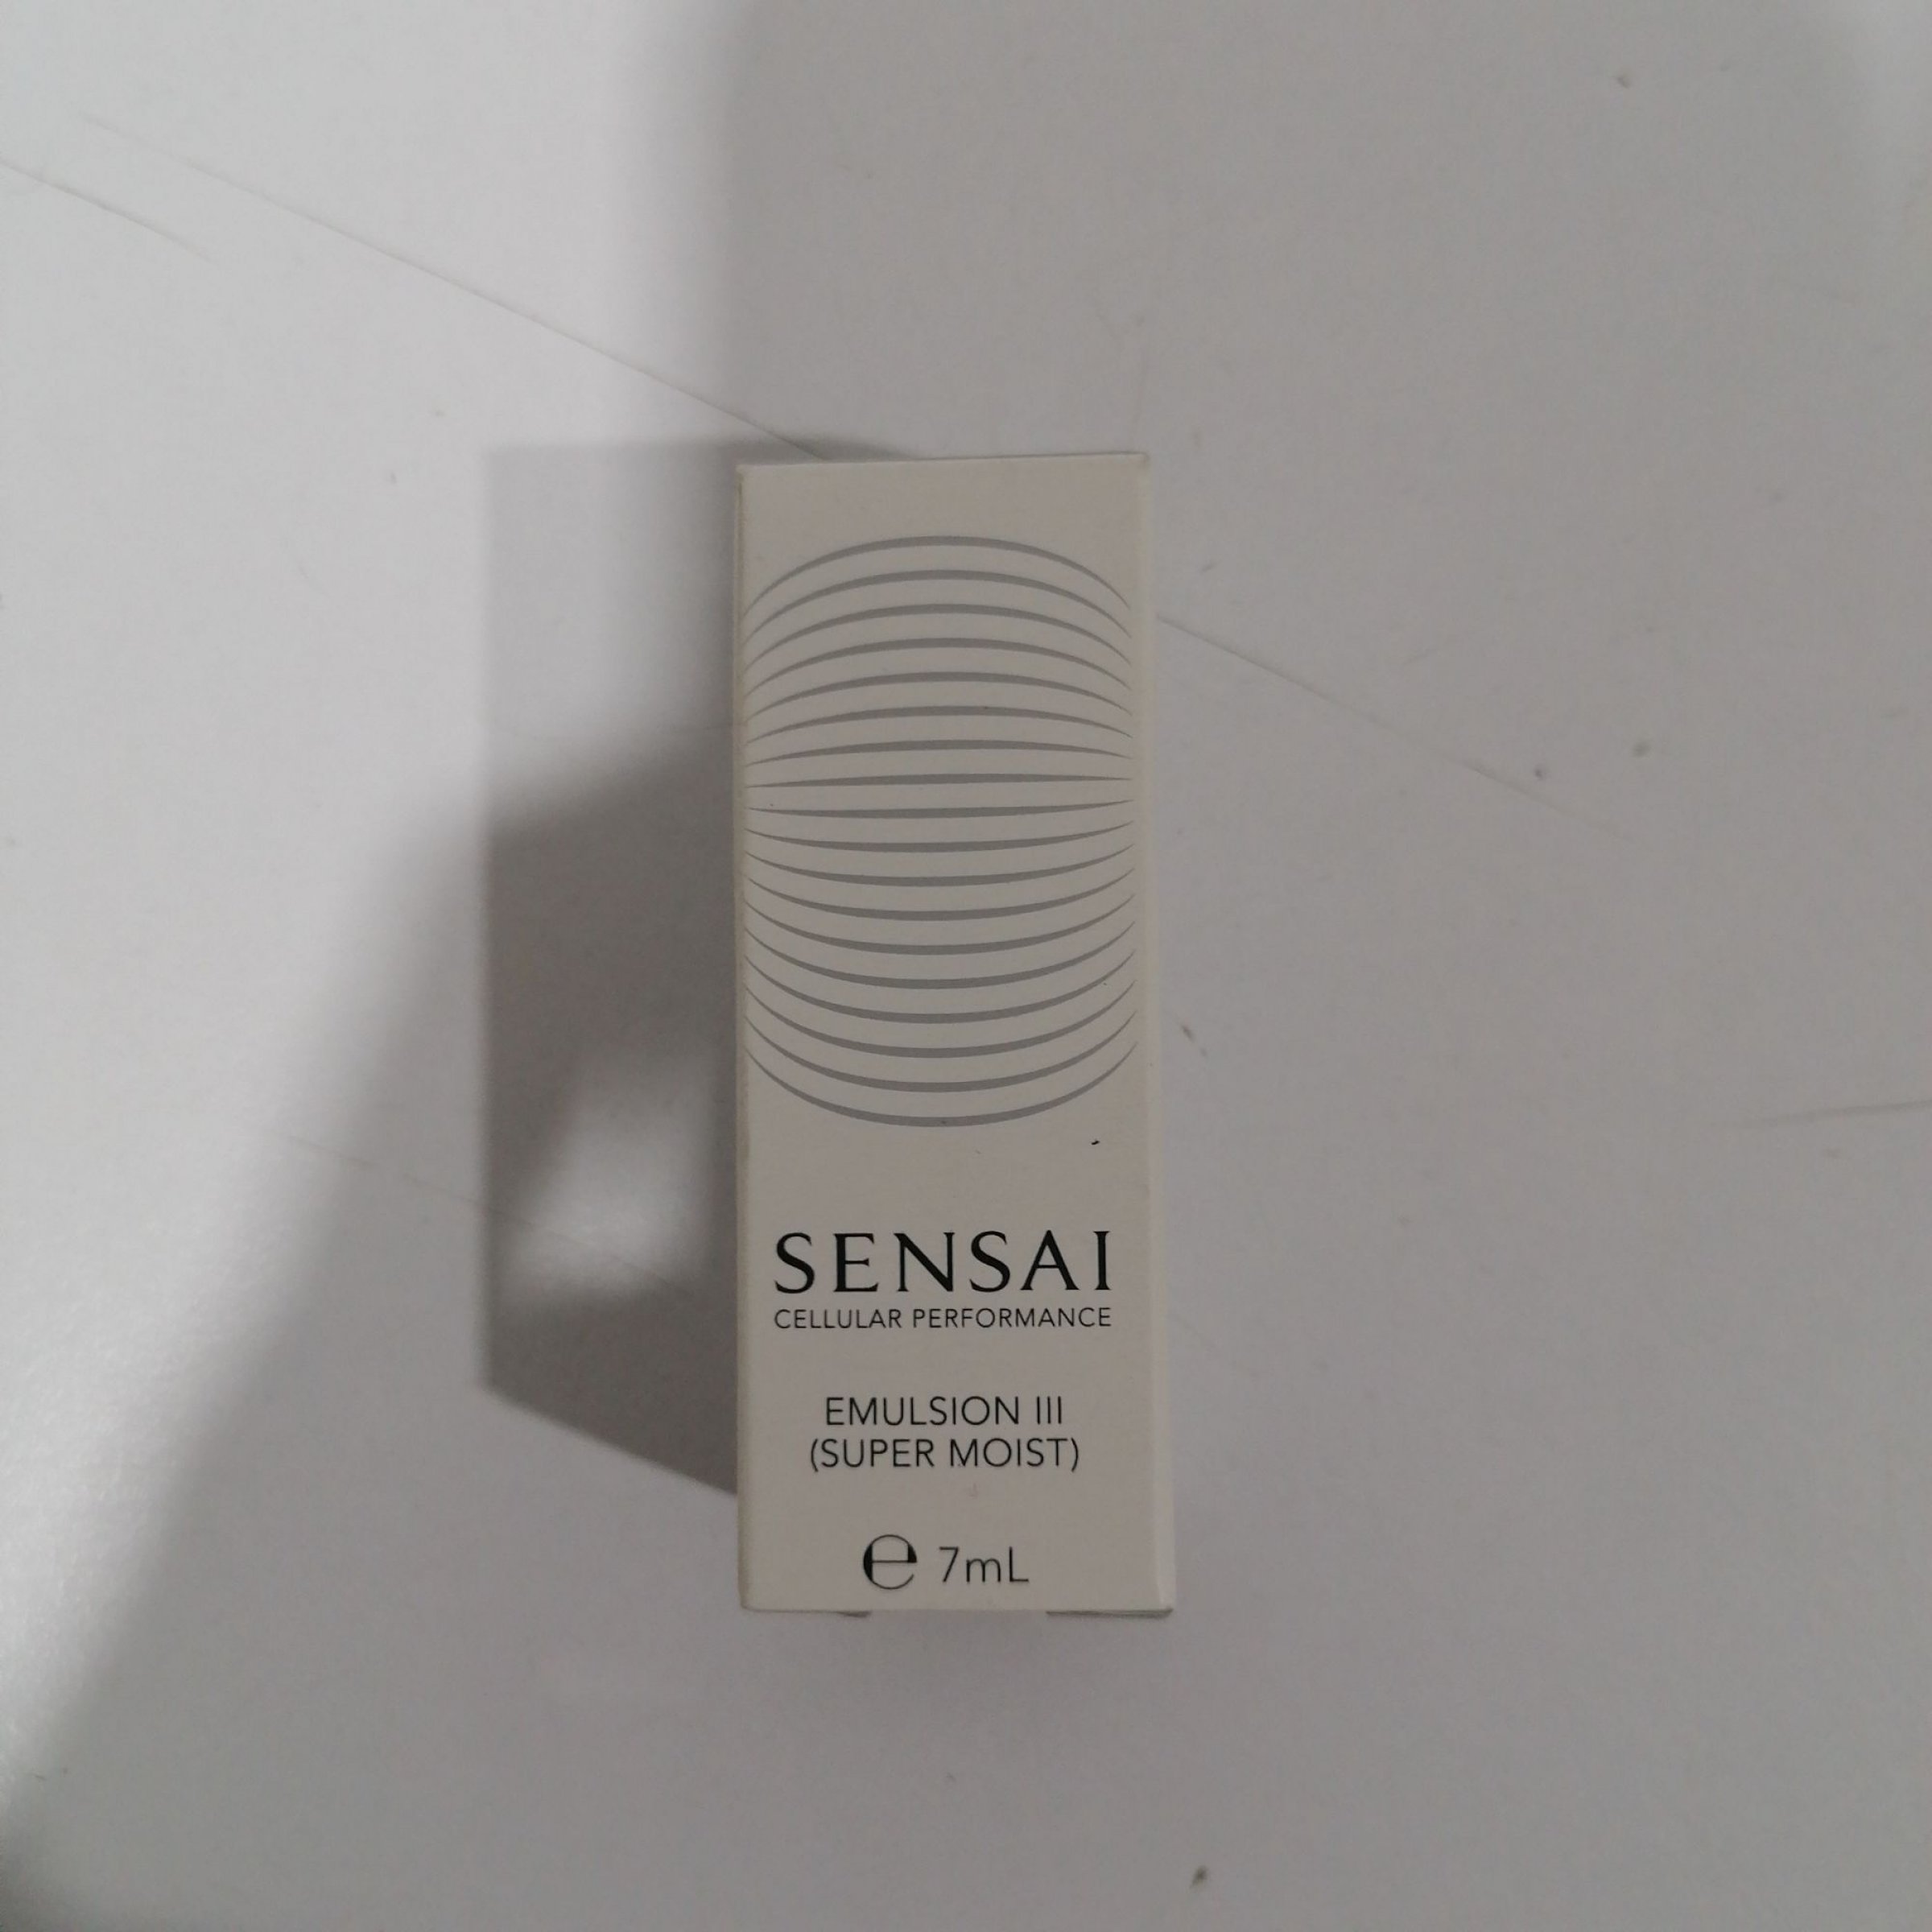 SENSAI
CELLULAR PERFORMANCE
EMULSION III
(SUPER MOIST)
℮ 7mL